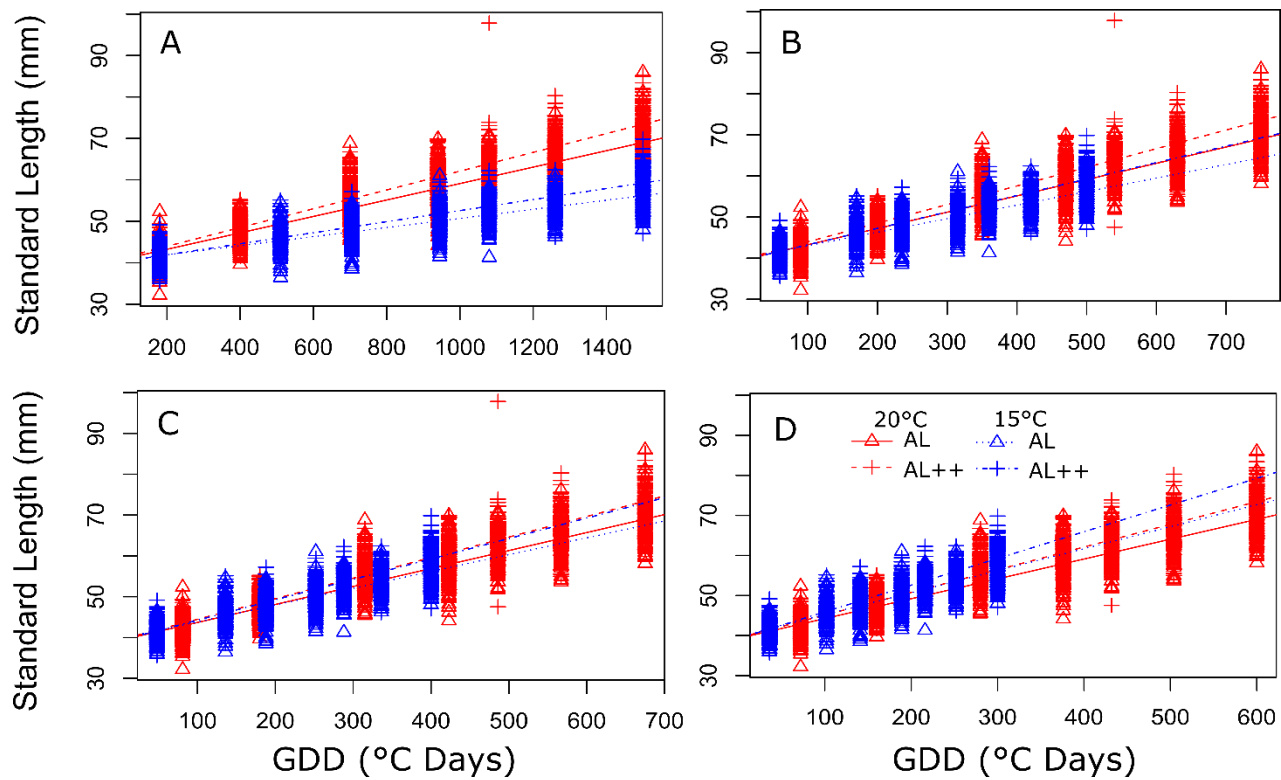 A
B
Standard Length (mm)
30 50 70 90
30 50 70 90
200 400 600 800 1000 1200 1400
100 200 300 400 500 600 700
C
D
20°C 15°C
AL AL
AL++ AL++
Standard Length (mm)
30 50 70 90
30 50 70 90
100 200 300 400 500 600 700
100 200 300 400 500 600
GDD (°C Days) GDD (°C Days)